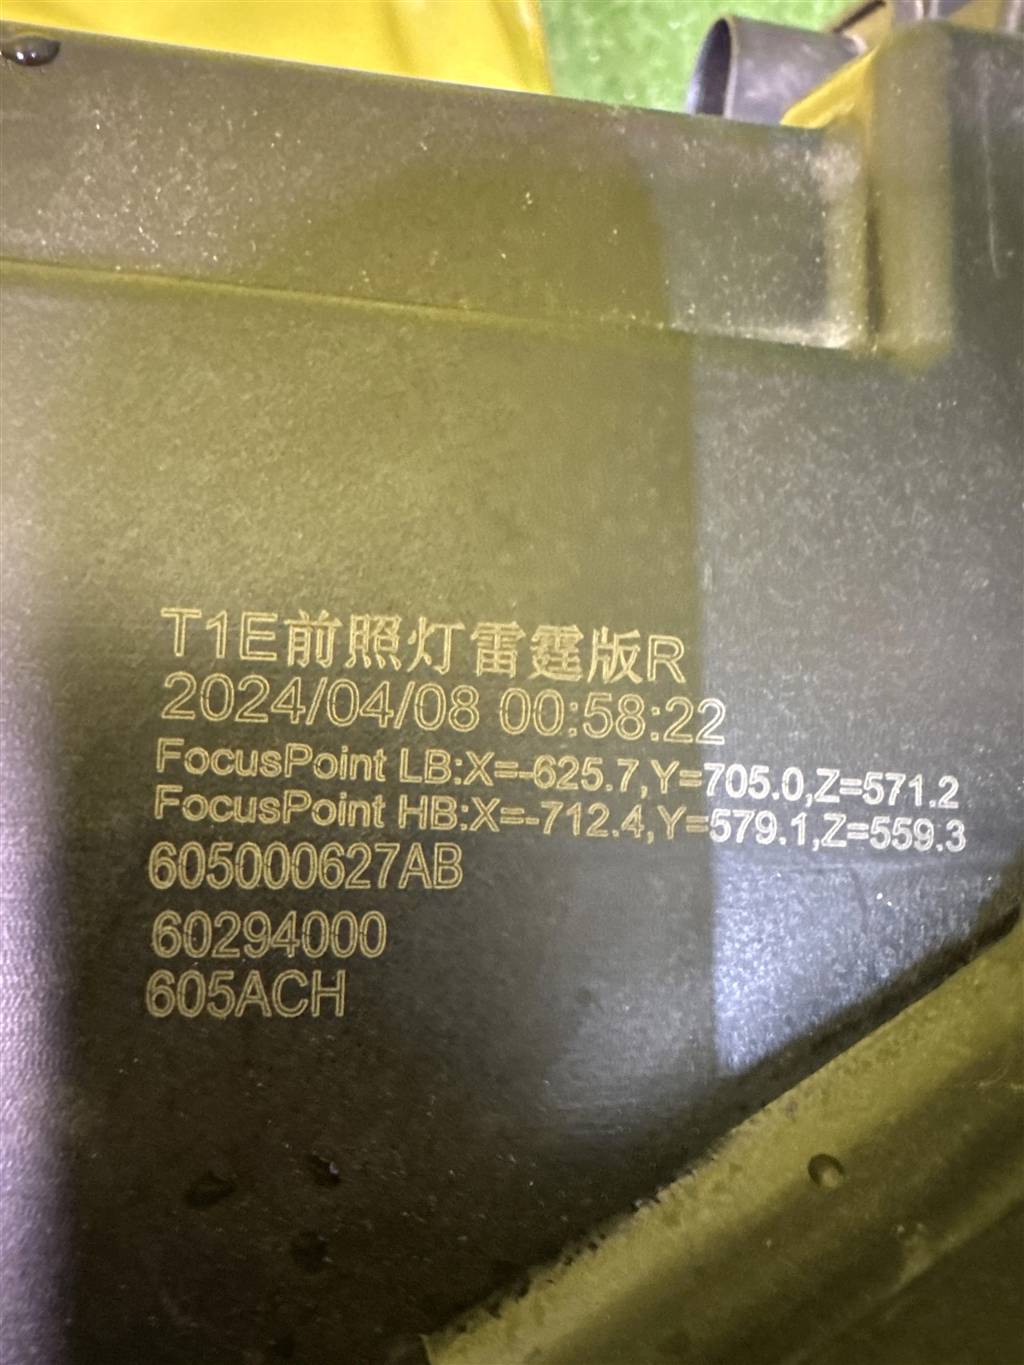 T1E前照灯雷霆版R
2024/04/08 00:58:22
FocusPoint LB:X=-625.7,Y=705.0,Z=571.2
FocusPoint HB:X=-712.4,Y=579.1,Z=559.3
605000627AB
60294000
605ACH